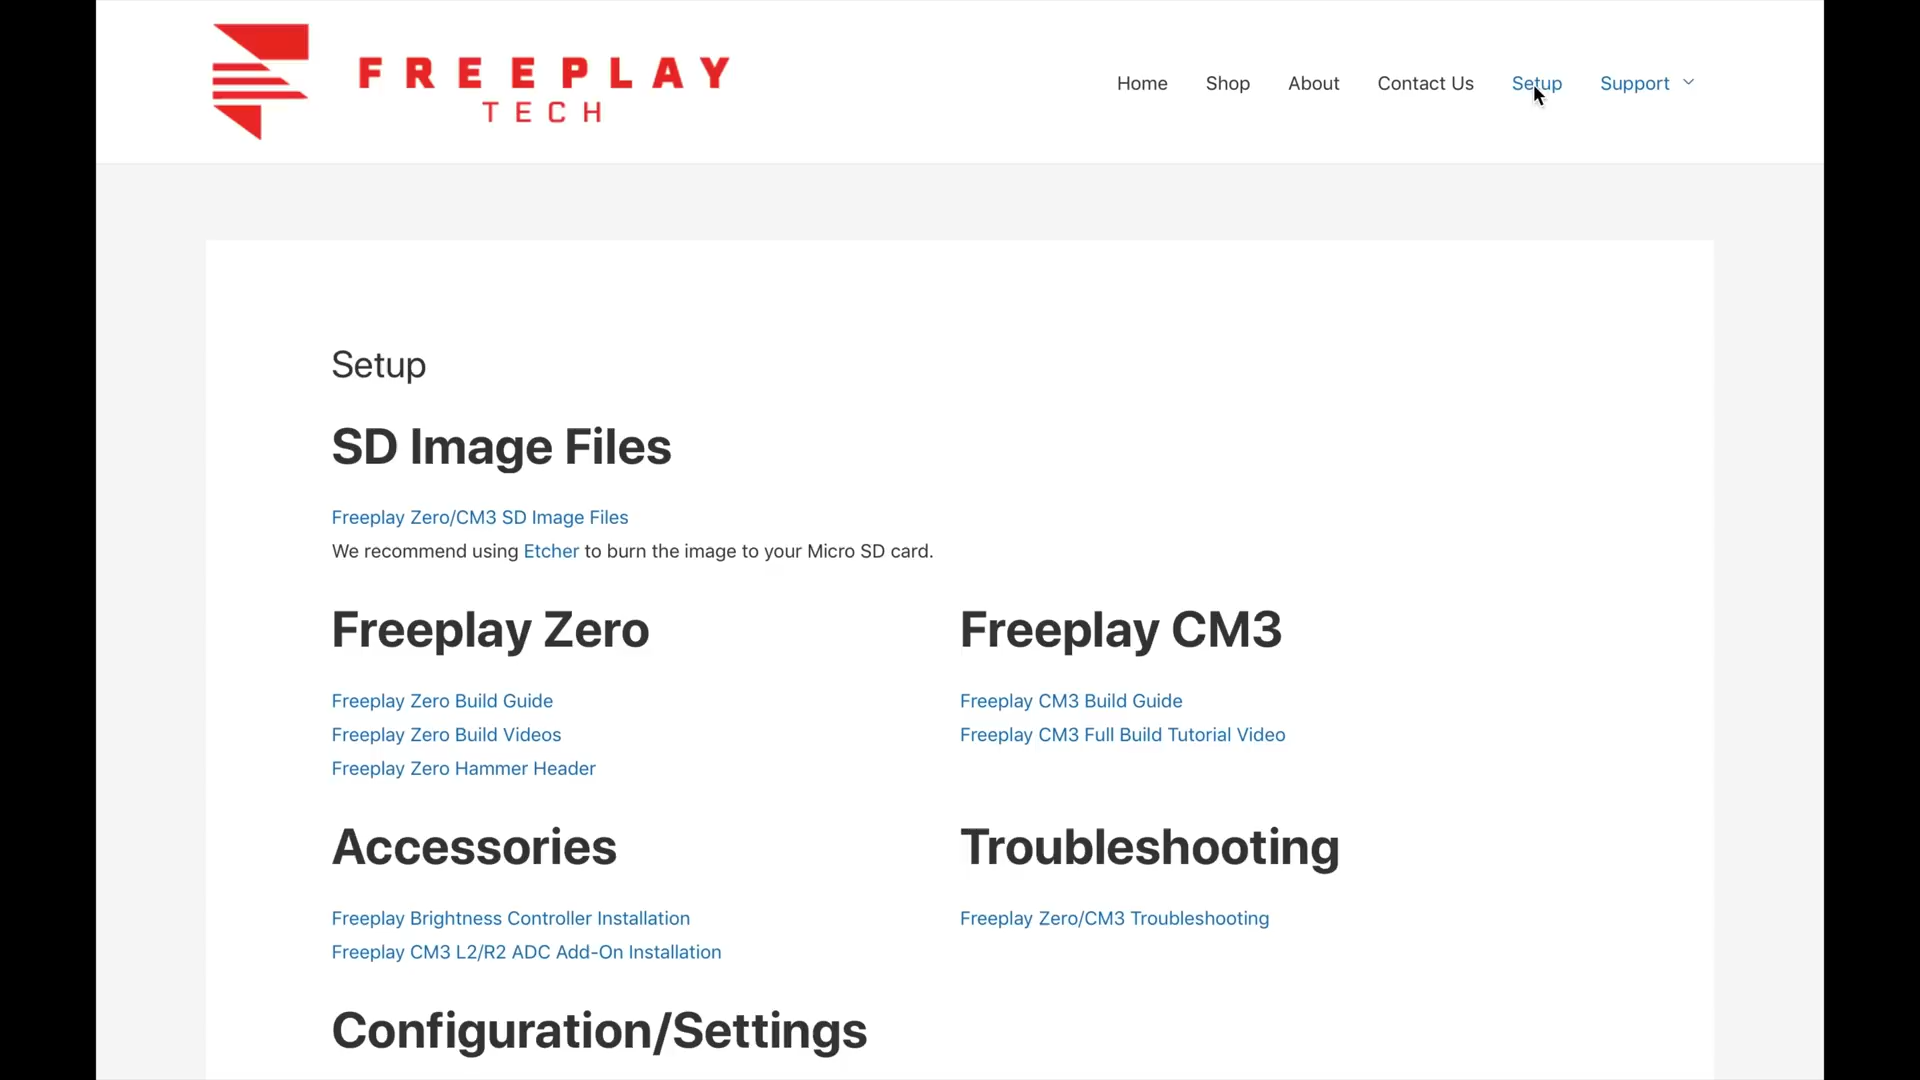 FREEPLAY
TECH
Home
Shop
About
Contact Us
Setup
Support
Setup
SD Image Files
Freeplay Zero/CM3 SD Image Files
We recommend using Etcher to burn the image to your Micro SD card.
Freeplay Zero
Freeplay Zero Build Guide
Freeplay Zero Build Videos
Freeplay Zero Hammer Header
Freeplay CM3
Freeplay CM3 Build Guide
Freeplay CM3 Full Build Tutorial Video
Accessories
Freeplay Brightness Controller Installation
Freeplay CM3 L2/R2 ADC Add-On Installation
Troubleshooting
Freeplay Zero/CM3 Troubleshooting
Configuration/Settings